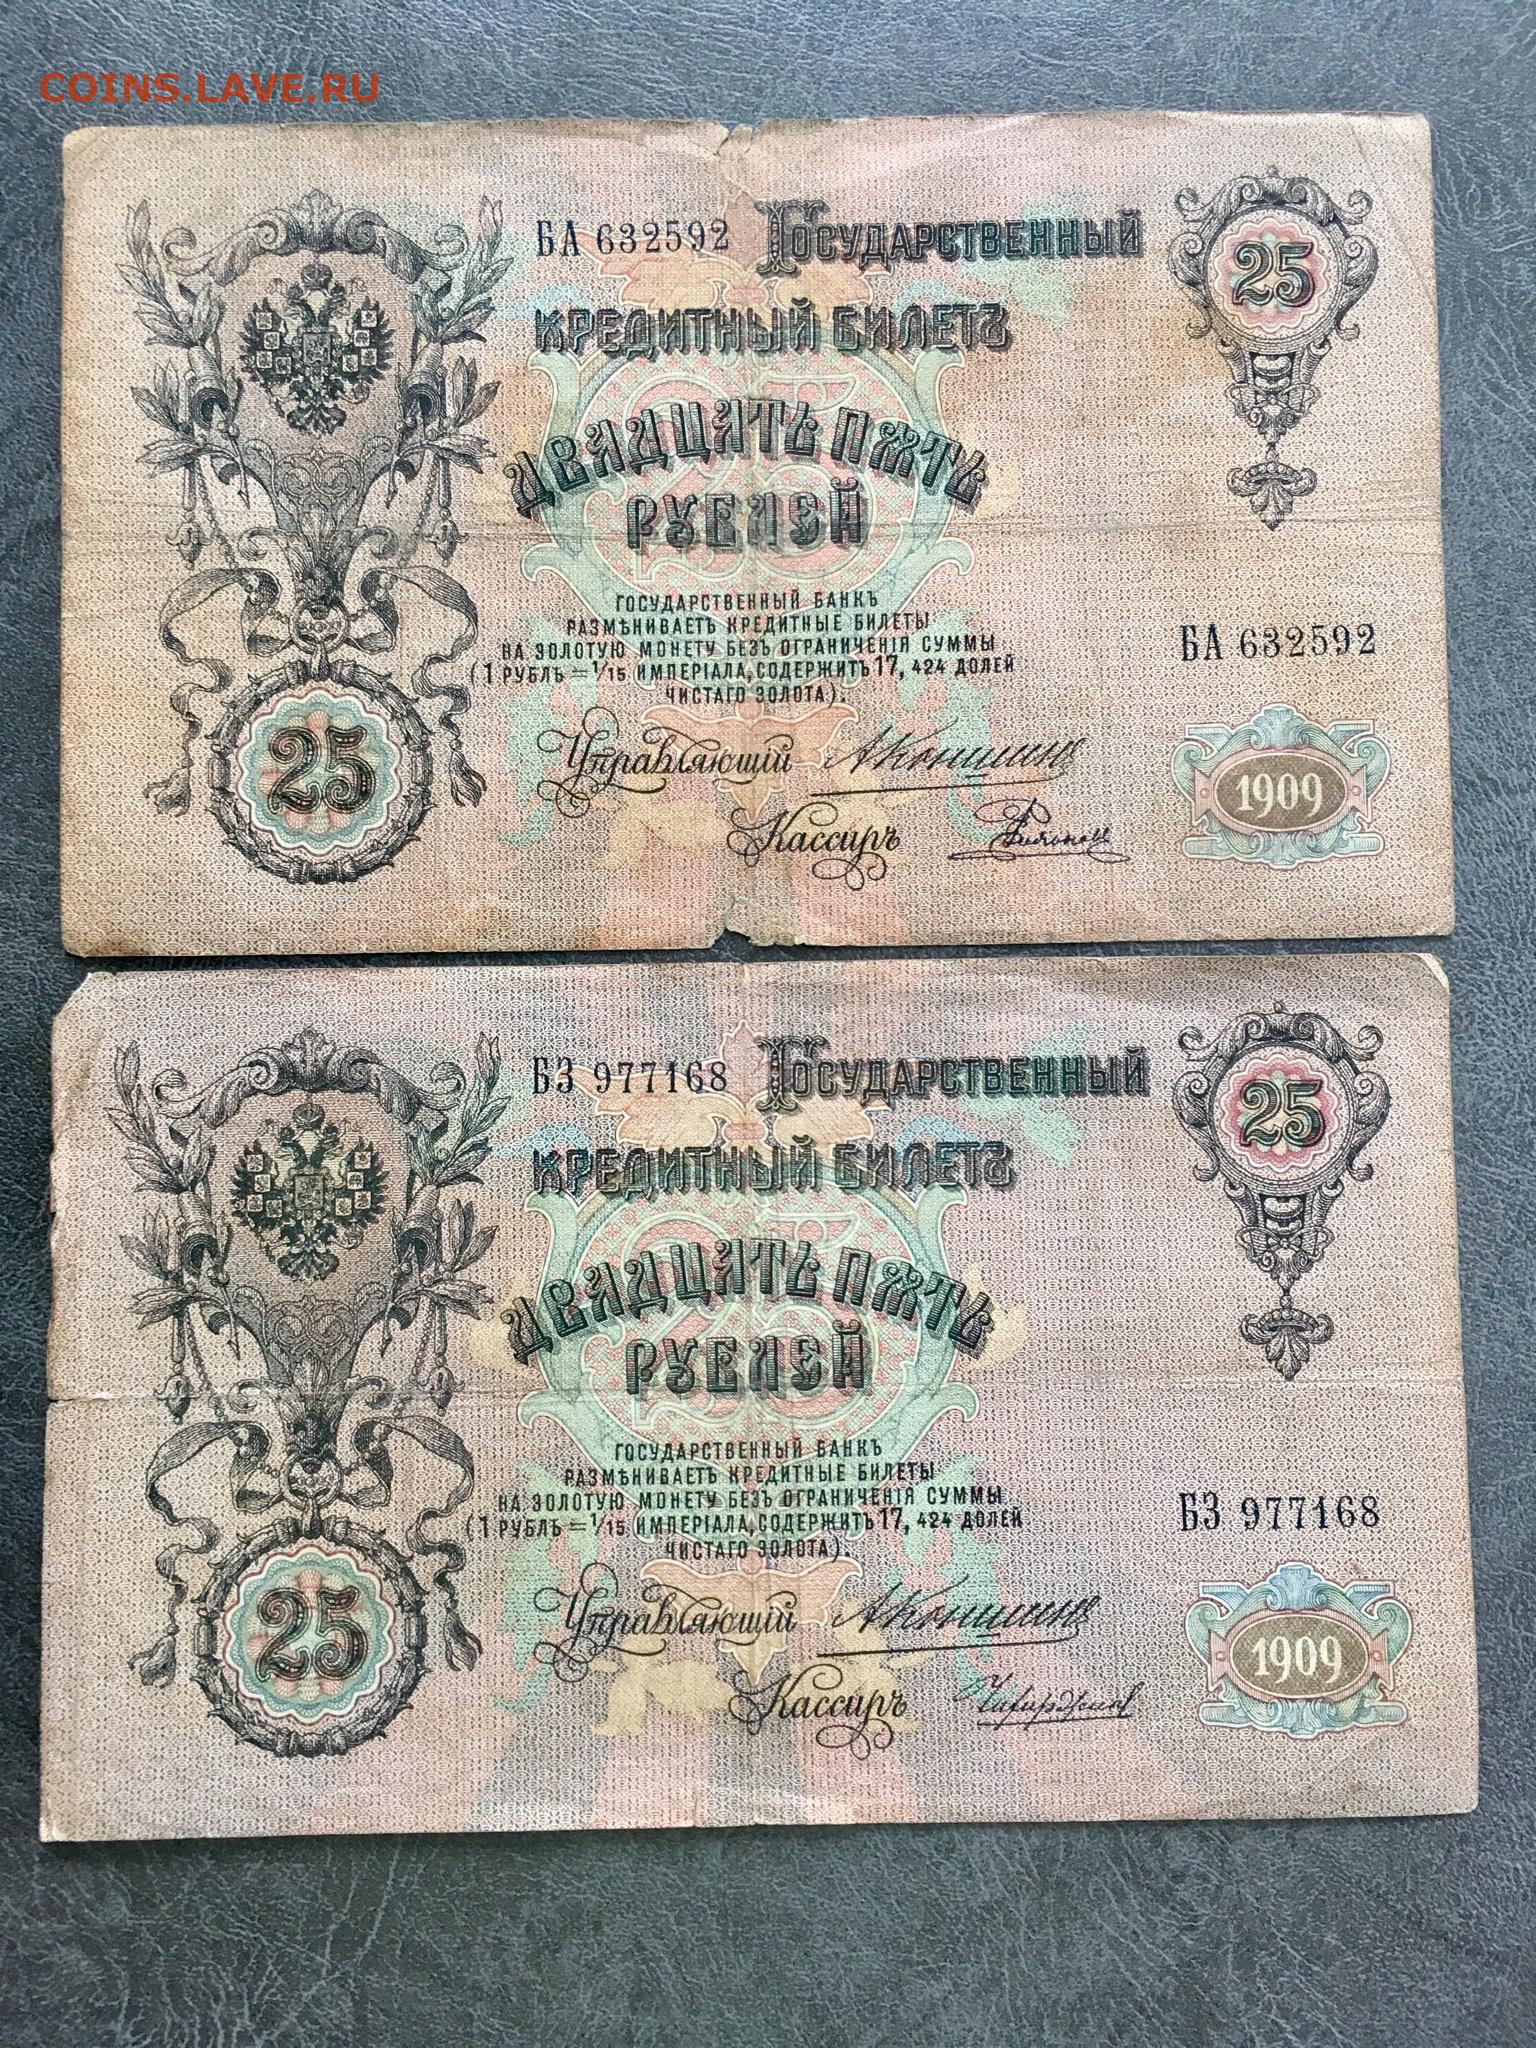 COINS.LAVE.RU
БА 632592 ГОСУДАРСТВЕННЫЙ
КРЕДИТНЫЙ БИЛЕТЪ
25
ДВАДЦАТЬ ПЯТЬ
РУБЛЕЙ
ГОСУДАРСТВЕННЫЙ БАНКЪ
РАЗМѢНИВАЕТЪ КРЕДИТНЫЕ БИЛЕТЫ
НА ЗОЛОТУЮ МОНЕТУ БЕЗЪ ОГРАНИЧЕНІЯ СУММЫ
(1 РУБЛЬ = 1/15 ИМПЕРІАЛА, СОДЕРЖИТЪ 17, 424 ДОЛЕЙ
ЧИСТАГО ЗОЛОТА).
БА 632592
25
Управляющій АКоншинъ
1909
Кассиръ
БЗ 977168 ГОСУДАРСТВЕННЫЙ
25
КРЕДИТНЫЙ БИЛЕТЪ
ДВАДЦАТЬ ПЯТЬ
РУБЛЕЙ
ГОСУДАРСТВЕННЫЙ БАНКЪ
РАЗМѢНИВАЕТЪ КРЕДИТНЫЕ БИЛЕТЫ
НА ЗОЛОТУЮ МОНЕТУ БЕЗЪ ОГРАНИЧЕНІЯ СУММЫ
(1 РУБЛЬ = 1/15 ИМПЕРІАЛА, СОДЕРЖИТЪ 17, 424 ДОЛЕЙ
ЧИСТАГО ЗОЛОТА).
БЗ 977168
25
Управляющій АКоншинъ
1909
Кассиръ